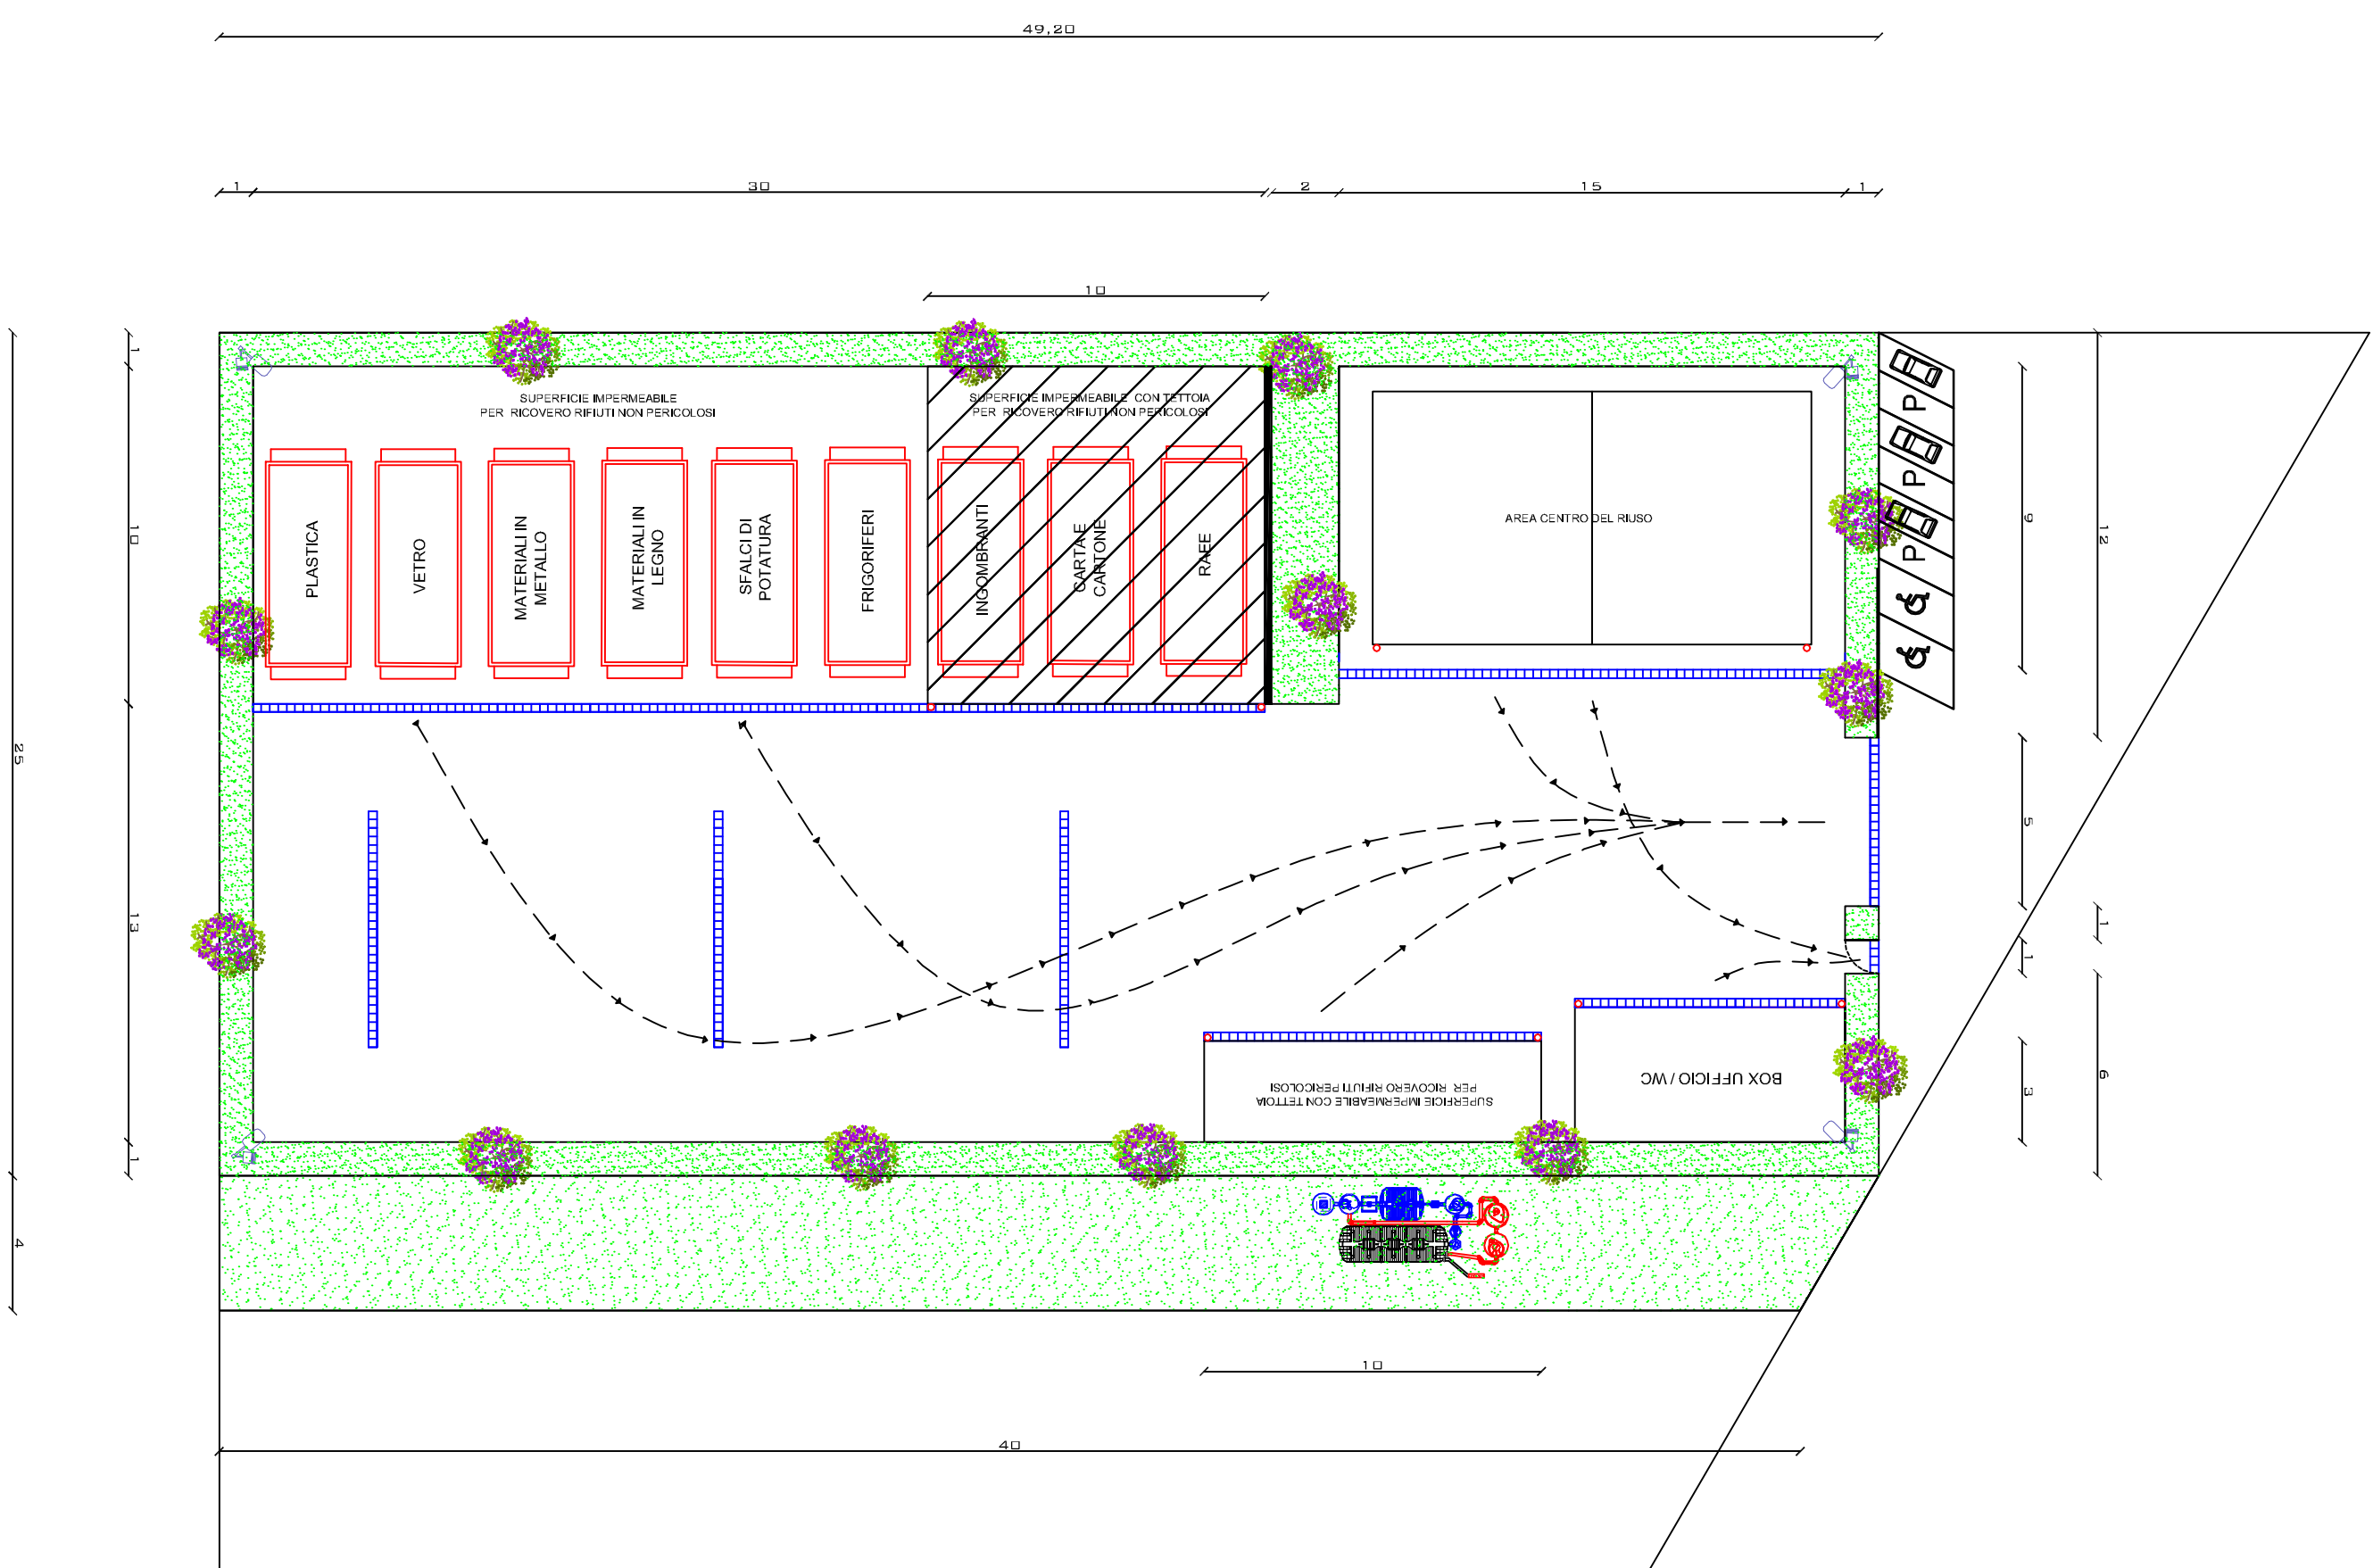 49,20
1
30
2
15
1
10
SUPERFICIE IMPERMEABILE
PER RICOVERO RIFIUTI NON PERICOLOSI
SUPERFICIE IMPERMEABILE CON TETTOIA
PER RICOVERO RIFIUTI NON PERICOLOSI
PLASTICA
VETRO
MATERIALI IN
METALLO
MATERIALI IN
LEGNO
SFALCI DI
POTATURA
FRIGORIFERI
INGOMBRANTI
CARTA E
CARTONE
RAEE
AREA CENTRO DEL RIUSO
P
P
P
1
10
13
1
25
4
9
12
5
1
1
6
3
SUPERFICIE IMPERMEABILE CON TETTOIA
PER RICOVERO RIFIUTI PERICOLOSI
BOX UFFICIO / WC
10
40